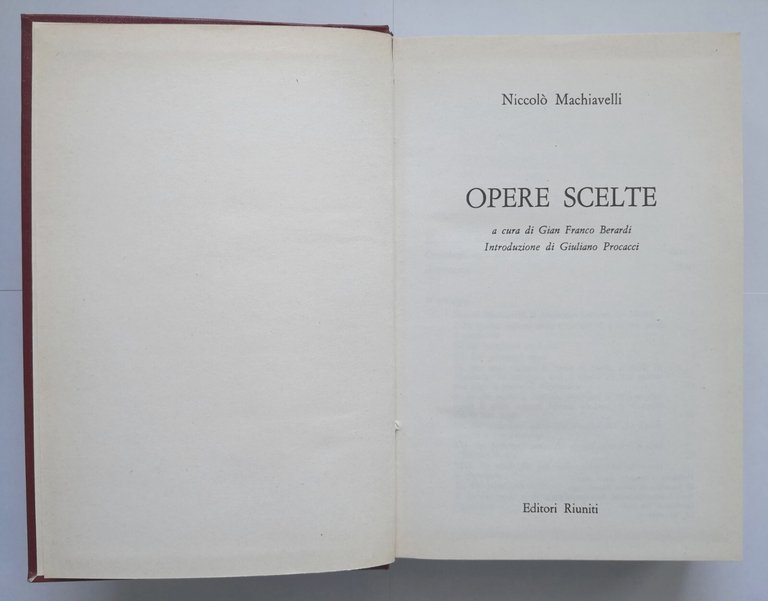 Niccolò Machiavelli
OPERE SCELTE
a cura di Gian Franco Berardi
Introduzione di Giuliano Procacci
Editori Riuniti